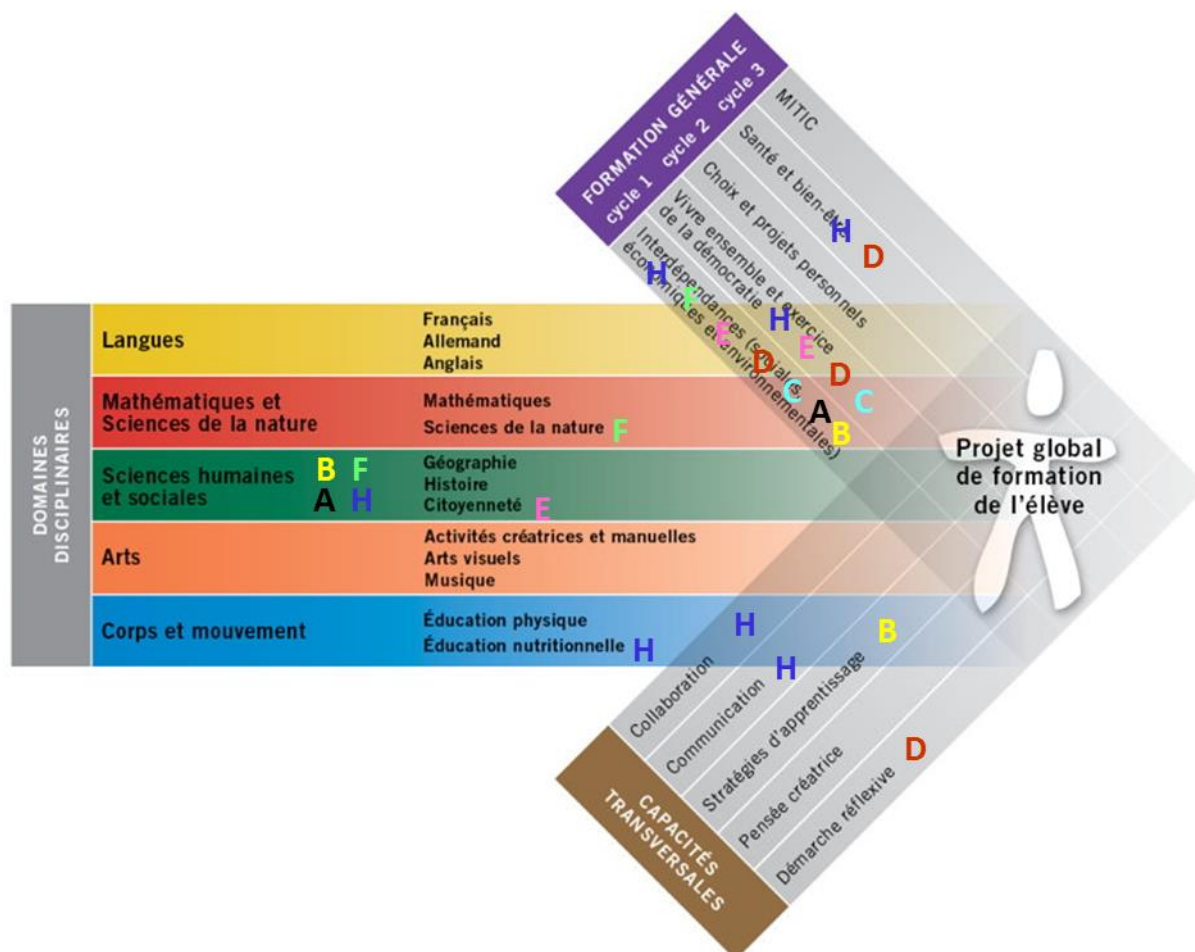 FORMATION GÉNÉRALE
cycle 1 cycle 2 cycle 3
MITIC
Santé et bien-être
H
D
Choix et projets personnels
Vivre ensemble et exercice
de la démocratie
H
E
D
C
Interdépendances (sociales,
économiques et environnementales)
H
F
E
D
C
A
B
DOMAINES
DISCIPLINAIRES
Langues
Français
Allemand
Anglais
Mathématiques et
Sciences de la nature
Mathématiques
Sciences de la nature F
Sciences humaines B F
et sociales A H
Géographie
Histoire
Citoyenneté E
Arts
Activités créatrices et manuelles
Arts visuels
Musique
Corps et mouvement
Éducation physique
Éducation nutritionnelle H
Projet global
de formation
de l'élève
Collaboration H
Communication H
Stratégies d'apprentissage B
Pensée créatrice
Démarche réflexive D
CAPACITÉS
TRANSVERSALES